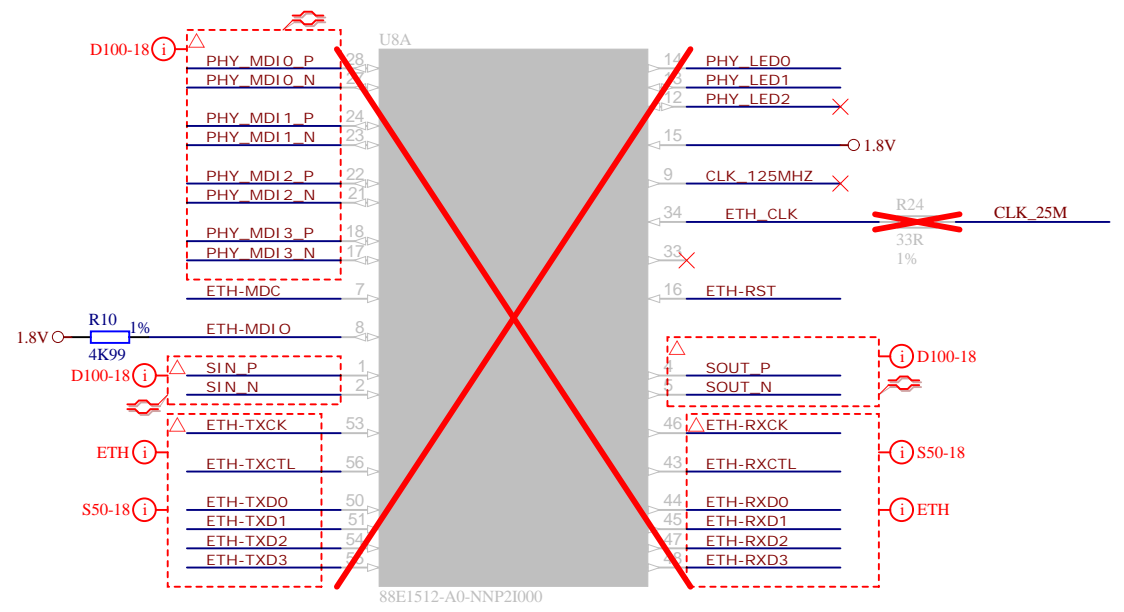 U8A
D100-18 i
PHY_MDI0_P 28
PHY_MDI0_N
PHY_MDI1_P 24
PHY_MDI1_N 23
PHY_MDI2_P 22
PHY_MDI2_N 21
PHY_MDI3_P 18
PHY_MDI3_N 17
ETH-MDC 7
1.8V R10 1% 4K99 ETH-MDIO 8
D100-18 i
SIN_P 1
SIN_N 2
ETH-TXCK 53
ETH i
ETH-TXCTL 56
S50-18 i
ETH-TXD0 50
ETH-TXD1 51
ETH-TXD2 54
ETH-TXD3
14 PHY_LED0
13 PHY_LED1
12 PHY_LED2
15 1.8V
9 CLK_125MHZ
34 ETH_CLK R24 33R 1% CLK_25M
33
16 ETH-RST
i D100-18
4 SOUT_P
5 SOUT_N
46 ETH-RXCK
i S50-18
43 ETH-RXCTL
i ETH
44 ETH-RXD0
45 ETH-RXD1
47 ETH-RXD2
48 ETH-RXD3
88E1512-A0-NNP2I000